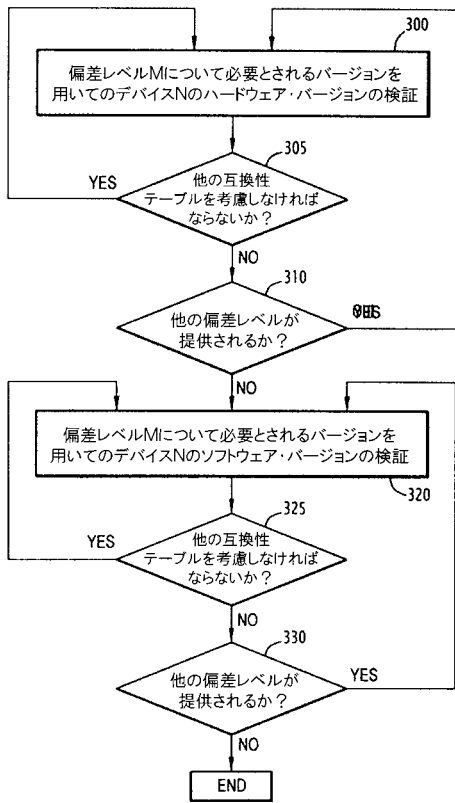 300
偏差レベルMについて必要とされるバージョンを
用いてのデバイスNのハードウェア・バージョンの検証
305
YES
他の互換性
テーブルを考慮しなければ
ならないか？
NO
310
他の偏差レベルが
提供されるか？
NO
偏差レベルMについて必要とされるバージョンを
用いてのデバイスNのソフトウェア・バージョンの検証
320
325
YES
他の互換性
テーブルを考慮しなければ
ならないか？
NO
330
他の偏差レベルが
提供されるか？
YES
NO
END